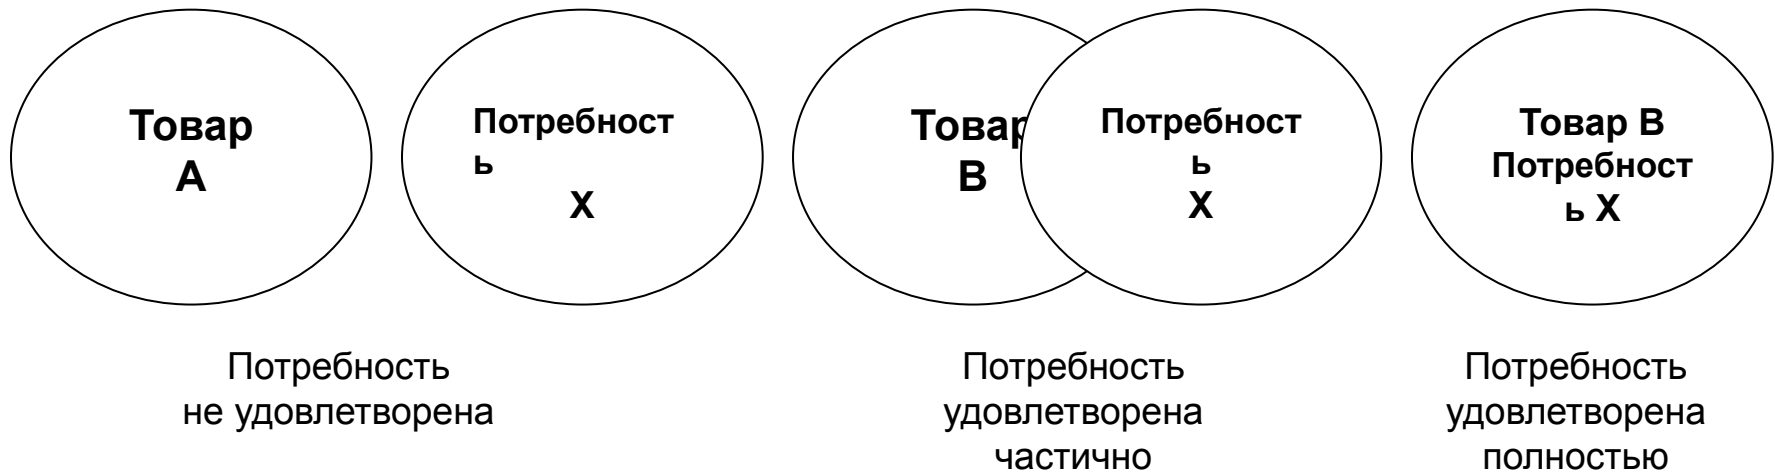 Товар
А
Потребност
ь
Х
Товар
В
Потребност
ь
Х
Товар В
Потребност
ь Х
Потребность
не удовлетворена
Потребность
удовлетворена
частично
Потребность
удовлетворена
полностью